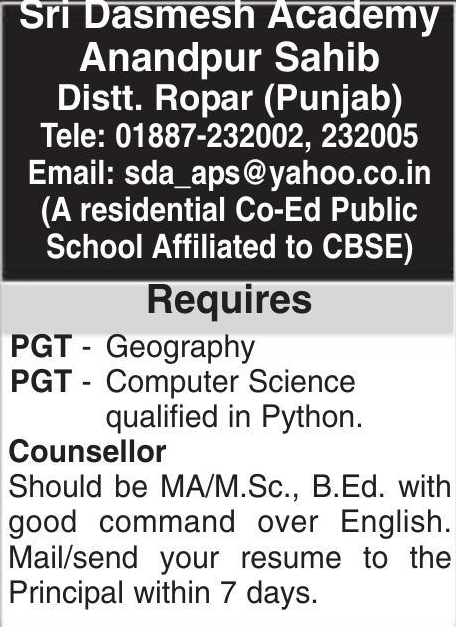 Sri Dasmesh Academy
Anandpur Sahib
Distt. Ropar (Punjab)
Tele: 01887-232002, 232005
Email: sda_aps@yahoo.co.in
(A residential Co-Ed Public
School Affiliated to CBSE)
Requires
PGT - Geography
PGT - Computer Science
qualified in Python.
Counsellor
Should be MA/M.Sc., B.Ed. with
good command over English.
Mail/send your resume to the
Principal within 7 days.